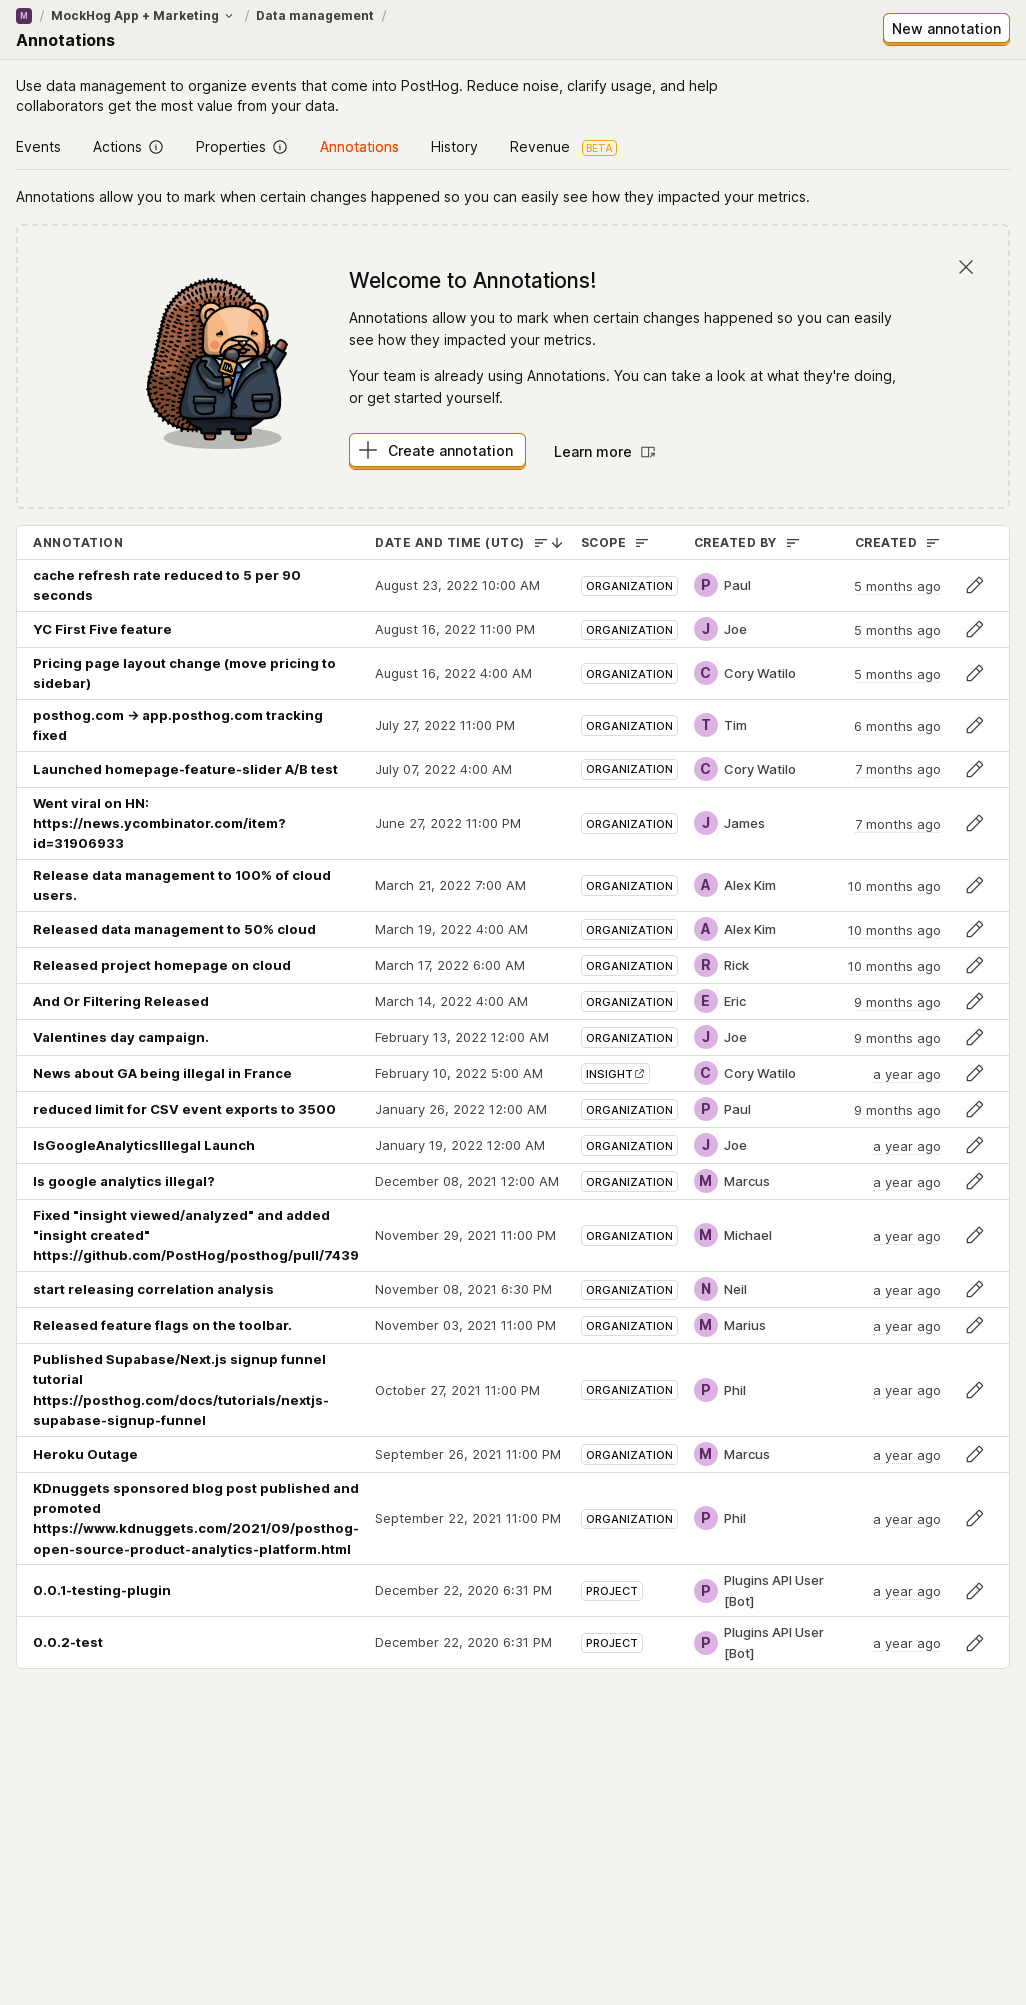 M / MockHog App + Marketing / Data management /
Annotations
New annotation
Use data management to organize events that come into PostHog. Reduce noise, clarify usage, and help
collaborators get the most value from your data.
Events Actions Properties Annotations History Revenue BETA
Annotations allow you to mark when certain changes happened so you can easily see how they impacted your metrics.
Welcome to Annotations!
Annotations allow you to mark when certain changes happened so you can easily
see how they impacted your metrics.
Your team is already using Annotations. You can take a look at what they're doing,
or get started yourself.
Create annotation Learn more
ANNOTATION DATE AND TIME (UTC) SCOPE CREATED BY CREATED
cache refresh rate reduced to 5 per 90
seconds
August 23, 2022 10:00 AM ORGANIZATION P Paul 5 months ago
YC First Five feature August 16, 2022 11:00 PM ORGANIZATION J Joe 5 months ago
Pricing page layout change (move pricing to
sidebar)
August 16, 2022 4:00 AM ORGANIZATION C Cory Watilo 5 months ago
posthog.com → app.posthog.com tracking
fixed
July 27, 2022 11:00 PM ORGANIZATION T Tim 6 months ago
Launched homepage-feature-slider A/B test July 07, 2022 4:00 AM ORGANIZATION C Cory Watilo 7 months ago
Went viral on HN:
https://news.ycombinator.com/item?
id=31906933
June 27, 2022 11:00 PM ORGANIZATION J James 7 months ago
Release data management to 100% of cloud
users.
March 21, 2022 7:00 AM ORGANIZATION A Alex Kim 10 months ago
Released data management to 50% cloud March 19, 2022 4:00 AM ORGANIZATION A Alex Kim 10 months ago
Released project homepage on cloud March 17, 2022 6:00 AM ORGANIZATION R Rick 10 months ago
And Or Filtering Released March 14, 2022 4:00 AM ORGANIZATION E Eric 9 months ago
Valentines day campaign. February 13, 2022 12:00 AM ORGANIZATION J Joe 9 months ago
News about GA being illegal in France February 10, 2022 5:00 AM INSIGHT C Cory Watilo a year ago
reduced limit for CSV event exports to 3500 January 26, 2022 12:00 AM ORGANIZATION P Paul 9 months ago
IsGoogleAnalyticsIllegal Launch January 19, 2022 12:00 AM ORGANIZATION J Joe a year ago
Is google analytics illegal? December 08, 2021 12:00 AM ORGANIZATION M Marcus a year ago
Fixed "insight viewed/analyzed" and added
"insight created"
https://github.com/PostHog/posthog/pull/7439
November 29, 2021 11:00 PM ORGANIZATION M Michael a year ago
start releasing correlation analysis November 08, 2021 6:30 PM ORGANIZATION N Neil a year ago
Released feature flags on the toolbar. November 03, 2021 11:00 PM ORGANIZATION M Marius a year ago
Published Supabase/Next.js signup funnel
tutorial
https://posthog.com/docs/tutorials/nextjs-
supabase-signup-funnel
October 27, 2021 11:00 PM ORGANIZATION P Phil a year ago
Heroku Outage September 26, 2021 11:00 PM ORGANIZATION M Marcus a year ago
KDnuggets sponsored blog post published and
promoted
https://www.kdnuggets.com/2021/09/posthog-
open-source-product-analytics-platform.html
September 22, 2021 11:00 PM ORGANIZATION P Phil a year ago
0.0.1-testing-plugin December 22, 2020 6:31 PM PROJECT P Plugins API User
[Bot]
a year ago
0.0.2-test December 22, 2020 6:31 PM PROJECT P Plugins API User
[Bot]
a year ago